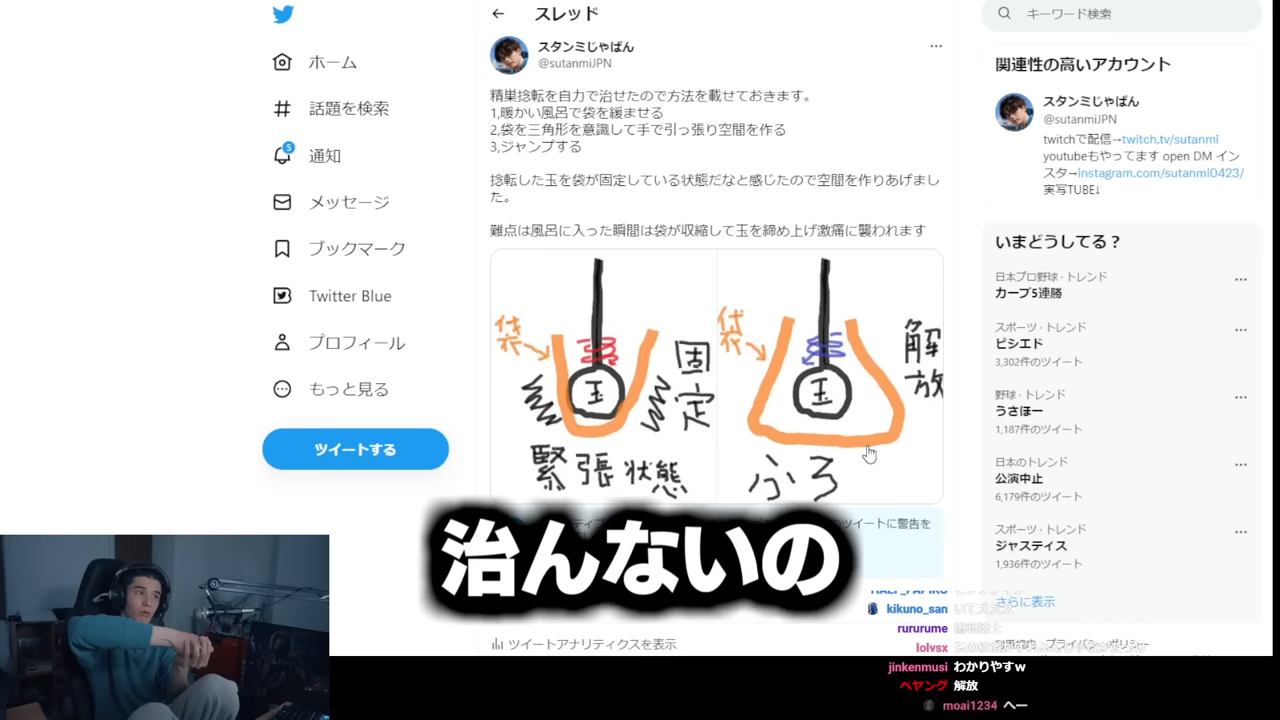 スレッド
キーワード検索
ホーム
話題を検索
5
通知
メッセージ
ブックマーク
Twitter Blue
プロフィール
もっと見る
ツイートする
スタンミじゃぱん
@sutanmiJPN
精巣捻転を自力で治せたので方法を載せておきます。
1,暖かい風呂で袋を緩ませる
2,袋を三角形を意識して手で引っ張り空間を作る
3,ジャンプする
捻転した玉を袋が固定している状態だなと感じたので空間を作りあげまし
た。
難点は風呂に入った瞬間は袋が収縮して玉を締め上げ激痛に襲われます
袋
玉
固定
緊張状態
袋
玉
解放
ふろ
ツイートに警告を
治んないの
ツイートアナリティクスを表示
関連性の高いアカウント
スタンミじゃぱん
@sutanmiJPN
twitchで配信→twitch.tv/sutanmi
youtubeもやってます open DM イン
スタ→instagram.com/sutanmi0423/
実写TUBE↓
いまどうしてる？
日本プロ野球・トレンド
カープ5連勝
スポーツ・トレンド
ビシエド
3,302件のツイート
野球・トレンド
うさほー
1,187件のツイート
日本のトレンド
公演中止
6,179件のツイート
スポーツ・トレンド
ジャスティス
1,936件のツイート
さらに表示
kikuno_san
rururume
lolvsx
jinkenmusi わかりやすw
ペヤング 解放
moai1234 へー